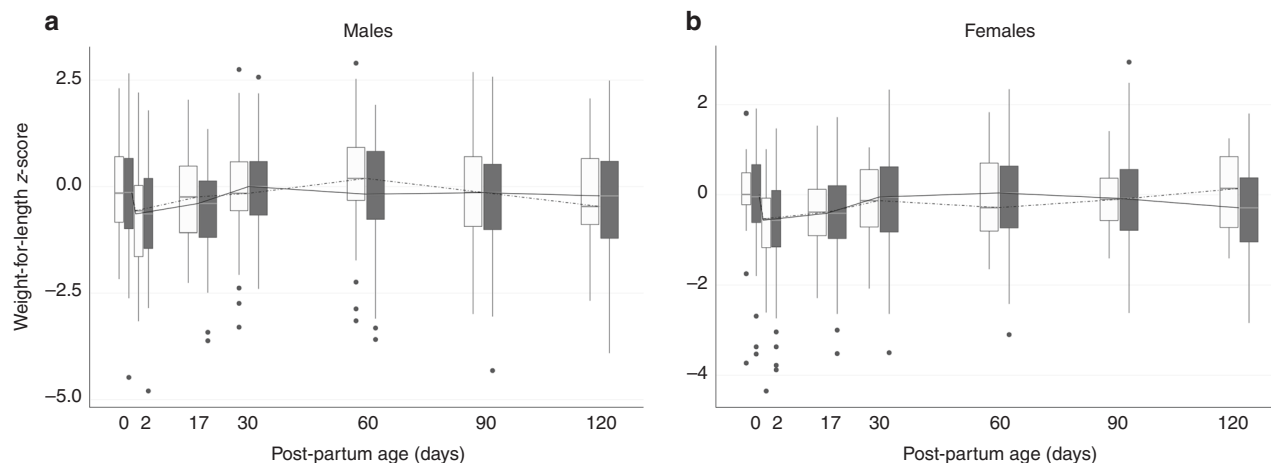 a
Males
Weight-for-length z-score
2.5
0.0
−2.5
−5.0
0 2 17 30 60 90 120
Post-partum age (days)
b
Females
2
0
−2
−4
0 2 17 30 60 90 120
Post-partum age (days)